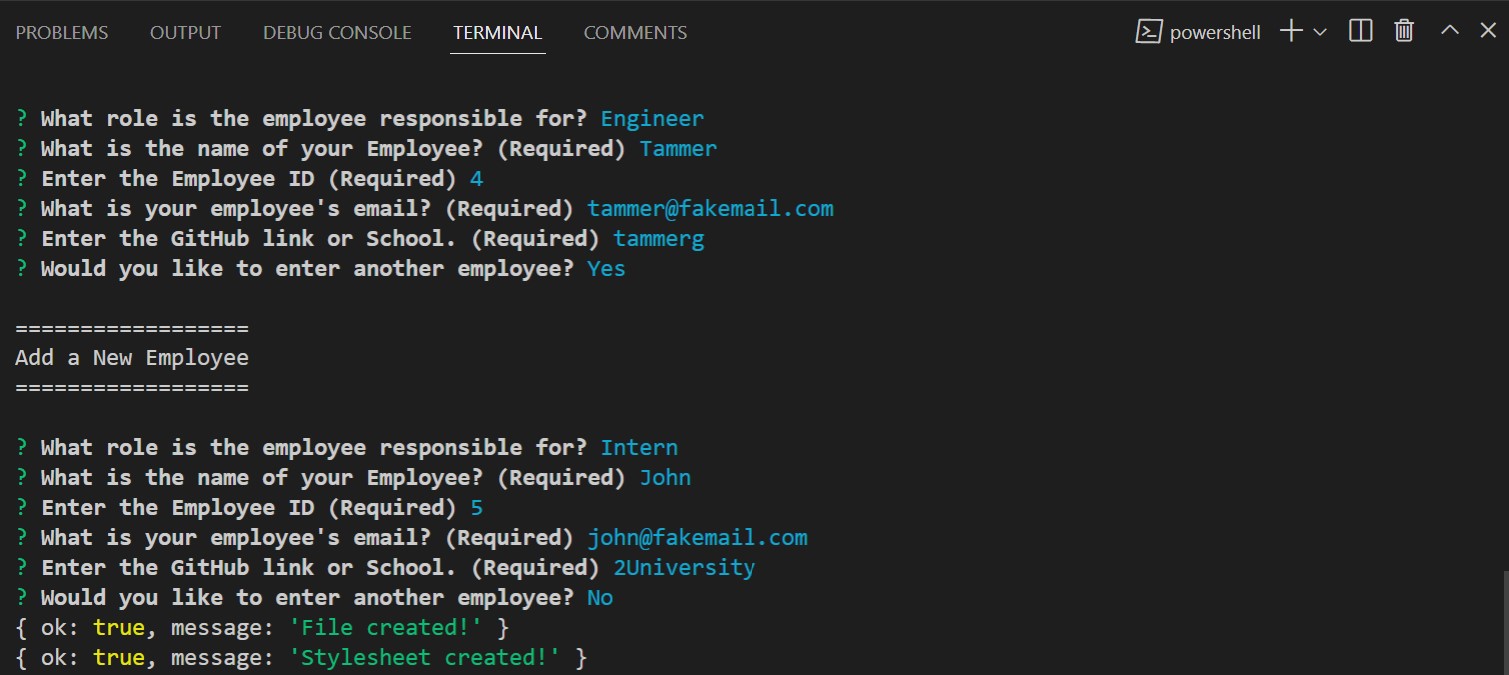 PROBLEMS OUTPUT DEBUG CONSOLE TERMINAL COMMENTS powershell
? What role is the employee responsible for? Engineer
? What is the name of your Employee? (Required) Tammer
? Enter the Employee ID (Required) 4
? What is your employee's email? (Required) tammer@fakemail.com
? Enter the GitHub link or School. (Required) tammerg
? Would you like to enter another employee? Yes
==================
Add a New Employee
==================
? What role is the employee responsible for? Intern
? What is the name of your Employee? (Required) John
? Enter the Employee ID (Required) 5
? What is your employee's email? (Required) john@fakemail.com
? Enter the GitHub link or School. (Required) 2University
? Would you like to enter another employee? No
{ ok: true, message: 'File created!' }
{ ok: true, message: 'Stylesheet created!' }